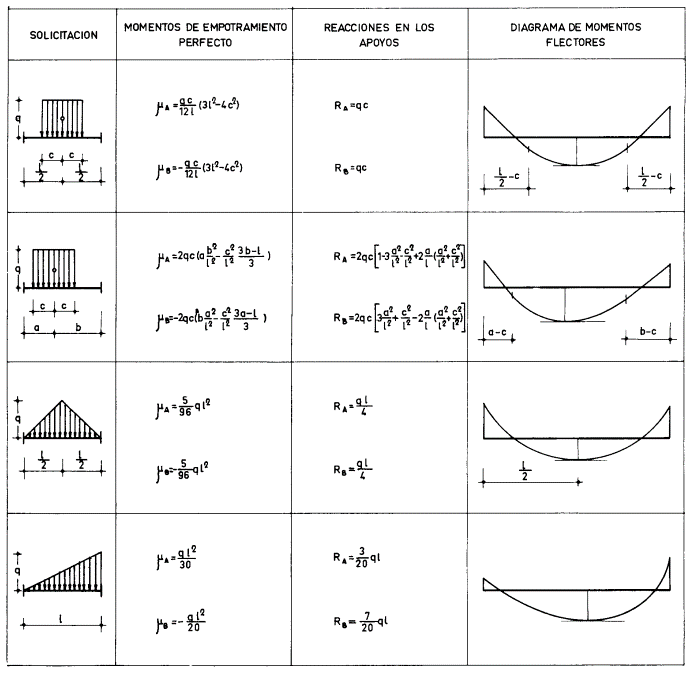 SOLICITACION
MOMENTOS DE EMPOTRAMIENTO
PERFECTO
REACCIONES EN LOS
APOYOS
DIAGRAMA DE MOMENTOS
FLECTORES
q
c c
l/2 l/2
μA=qc/12l (3l²-4c²)
μB=-qc/12l (3l²-4c²)
RA=qc
RB=qc
l/2-c l/2-c
q
c c
a b
μA=2qc(a b²/l² - c²/l² 3b-l/3)
μB=-2qc(b a²/l² - c²/l² 3a-l/3)
RA=2qc[1-3 a²/l² - c²/l² +2 a/l (a²/l² + c²/l²)]
RB=2qc[3 a²/l² + c²/l² -2 a/l (a²/l² + c²/l²)]
a-c b-c
q
l/2 l/2
μA=5/96 ql²
μB=-5/96 ql²
RA=ql/4
RB=ql/4
l/2
q
l
μA=ql²/30
μB=-ql²/20
RA=3/20 ql
RB=7/20 ql